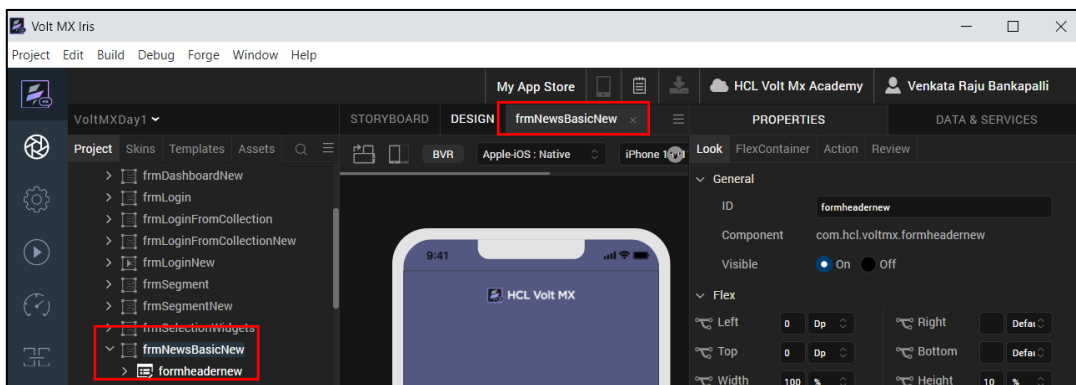 Volt MX Iris
Project Edit Build Debug Forge Window Help
My App Store HCL Volt Mx Academy Venkata Raju Bankapalli
VoltMXDay1 STORYBOARD DESIGN frmNewsBasicNew × PROPERTIES DATA & SERVICES
Project Skins Templates Assets BVR Apple-iOS : Native iPhone Look FlexContainer Action Review
frmDashboardNew
General
frmLogin
ID formheadernew
frmLoginFromCollection
frmLoginFromCollectionNew
Component com.hcl.voltmx.formheadernew
frmLoginNew
9:41
Visible On Off
frmSegment
HCL Volt MX
Flex
frmSegmentNew
Left 0 Dp Right Defau
frmSelectionWidgets
frmNewsBasicNew
Top 0 Dp Bottom Defau
formheadernew
Width 100 % Height 10 %